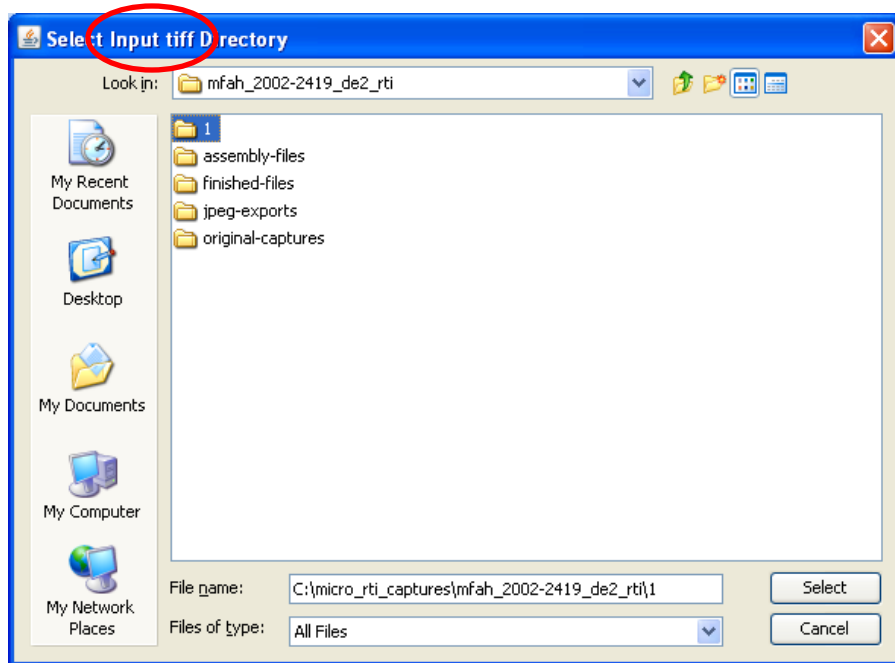 Select Input tiff Directory
Look in:
mfah_2002-2419_de2_rti
1
assembly-files
finished-files
jpeg-exports
original-captures
My Recent
Documents
Desktop
My Documents
My Computer
My Network
Places
File name:
C:\micro_rti_captures\mfah_2002-2419_de2_rti\1
Select
Files of type:
All Files
Cancel